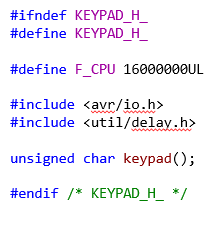 #ifndef KEYPAD_H_
#define KEYPAD_H_
#define F_CPU 16000000UL
#include <avr/io.h>
#include <util/delay.h>
unsigned char keypad();
#endif /* KEYPAD_H_ */